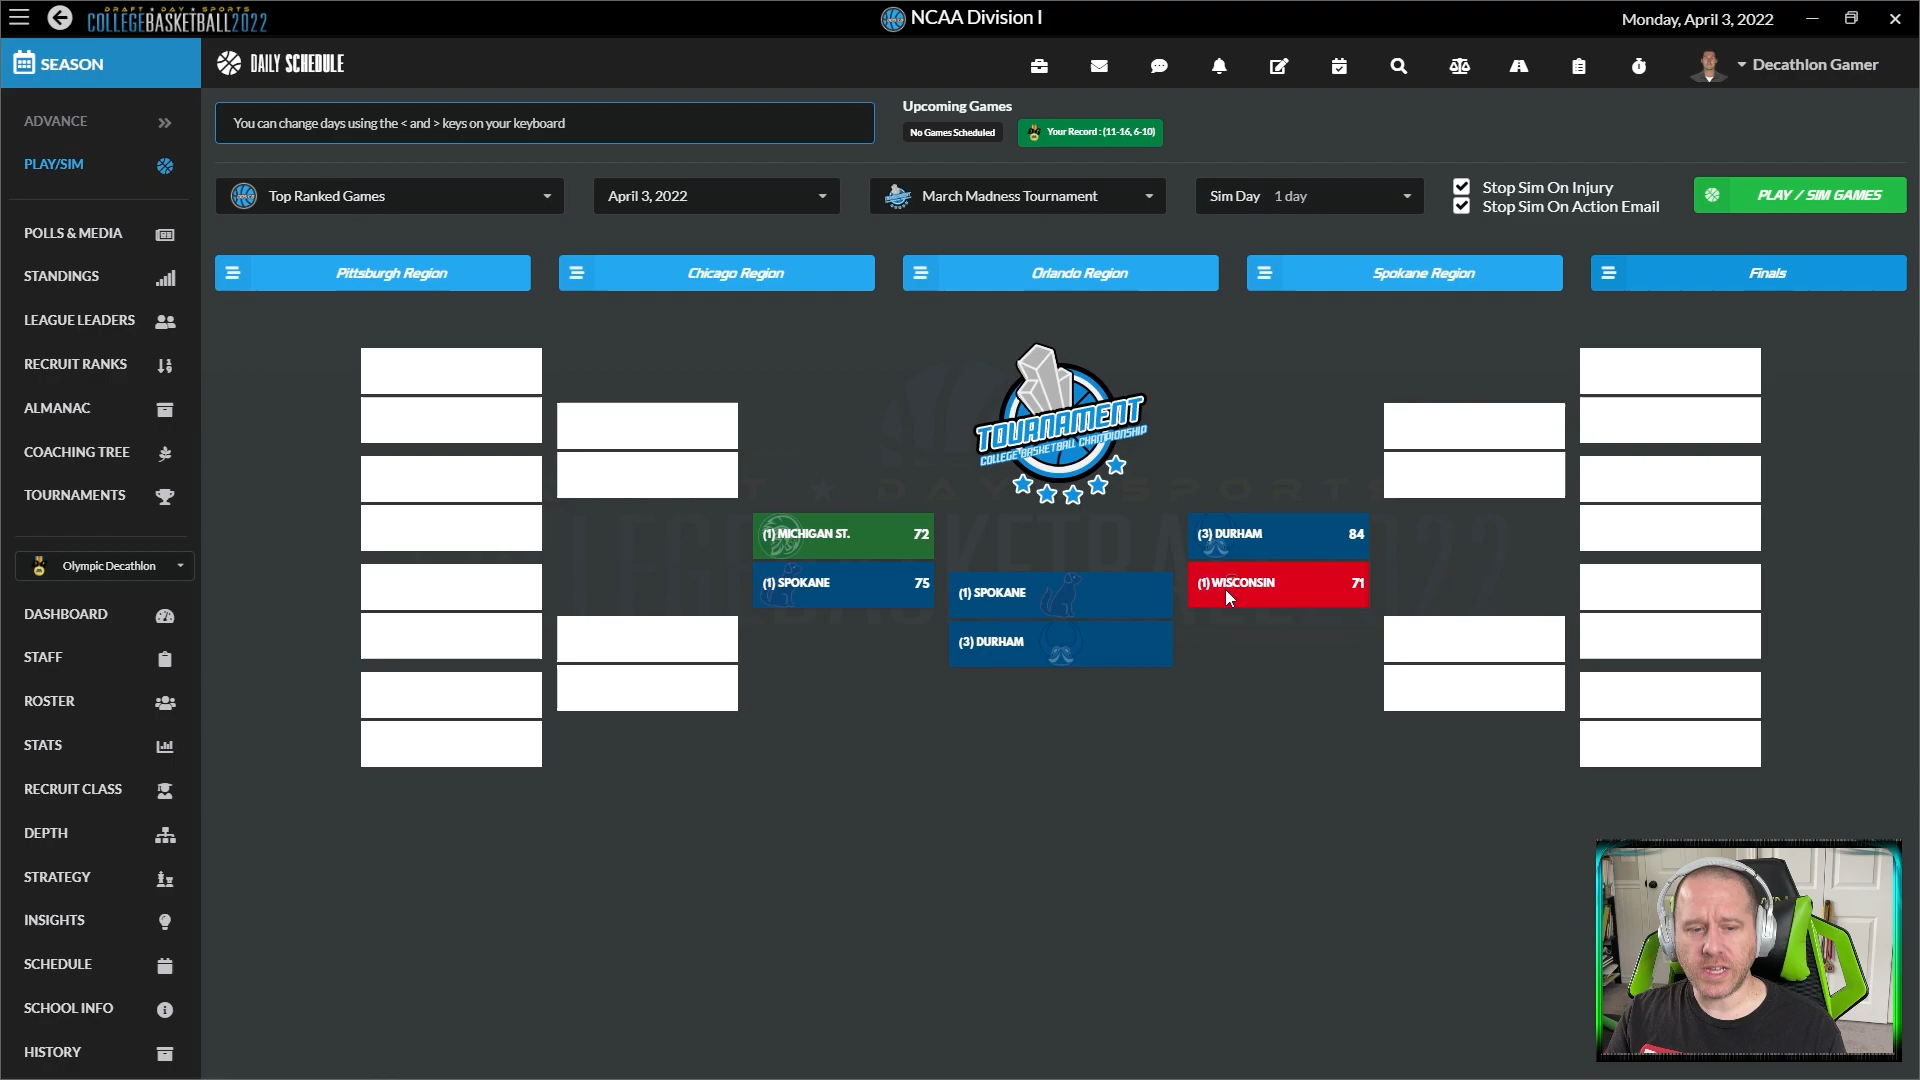 DRAFT • DAY • SPORTS
COLLEGEBASKETBALL2022
NCAA Division I
Monday, April 3, 2022
SEASON
DAILY SCHEDULE
Decathlon Gamer
ADVANCE
PLAY/SIM
POLLS & MEDIA
STANDINGS
LEAGUE LEADERS
RECRUIT RANKS
ALMANAC
COACHING TREE
TOURNAMENTS
Olympic Decathlon
DASHBOARD
STAFF
ROSTER
STATS
RECRUIT CLASS
DEPTH
STRATEGY
INSIGHTS
SCHEDULE
SCHOOL INFO
HISTORY
You can change days using the < and > keys on your keyboard
Upcoming Games
No Games Scheduled
Your Record : (11-16, 6-10)
Top Ranked Games
April 3, 2022
March Madness Tournament
Sim Day 1 day
Stop Sim On Injury
Stop Sim On Action Email
PLAY / SIM GAMES
Pittsburgh Region
Chicago Region
Orlando Region
Spokane Region
Finals
TOURNAMENT
COLLEGE BASKETBALL CHAMPIONSHIP
(1) MICHIGAN ST. 72
(1) SPOKANE 75
(1) SPOKANE
(3) DURHAM
(3) DURHAM 84
(1) WISCONSIN 71